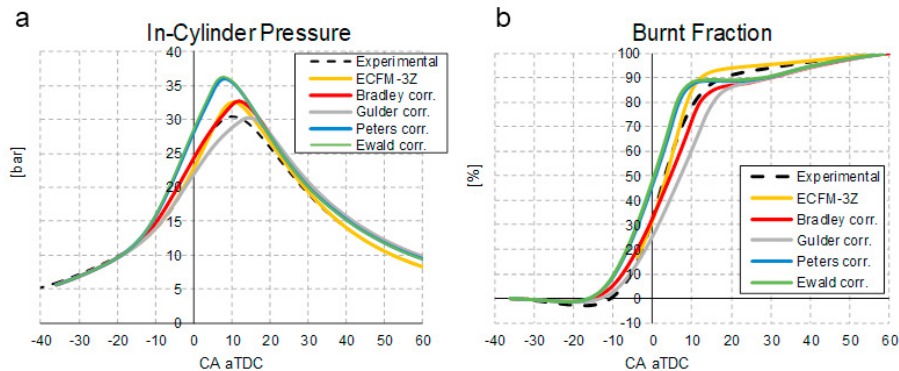 a
In-Cylinder Pressure
40
35
30
25
20
15
10
5
0
[bar]
-40 -30 -20 -10 0 10 20 30 40 50 60
CA aTDC
Experimental
ECFM-3Z
Bradley corr.
Gulder corr.
Peters corr.
Ewald corr.
b
Burnt Fraction
100
90
80
70
60
50
40
30
20
10
0
-10
[%]
-40 -30 -20 -10 0 10 20 30 40 50 60
CA aTDC
Experimental
ECFM-3Z
Bradley corr.
Gulder corr.
Peters corr.
Ewald corr.